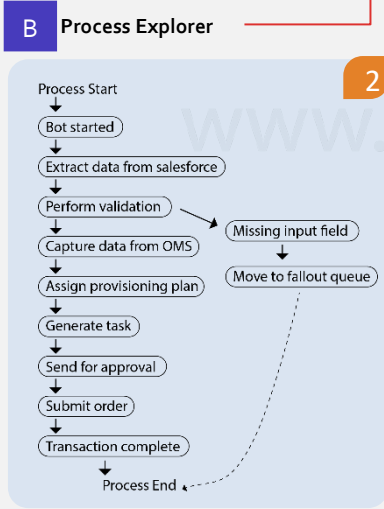 B Process Explorer
2
www.
Process Start
Bot started
Extract data from salesforce
Perform validation
Missing input field
Capture data from OMS
Move to fallout queue
Assign provisioning plan
Generate task
Send for approval
Submit order
Transaction complete
Process End